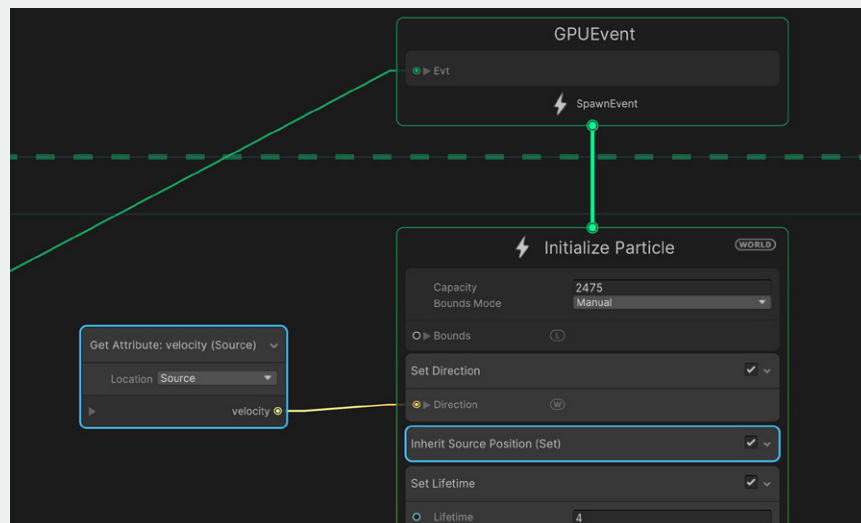 GPUEvent
Evt
SpawnEvent
Initialize Particle
WORLD
Capacity 2475
Bounds Mode Manual
Bounds L
Set Direction
Direction W
Inherit Source Position (Set)
Set Lifetime
Lifetime 4
Get Attribute: velocity (Source)
Location Source
velocity